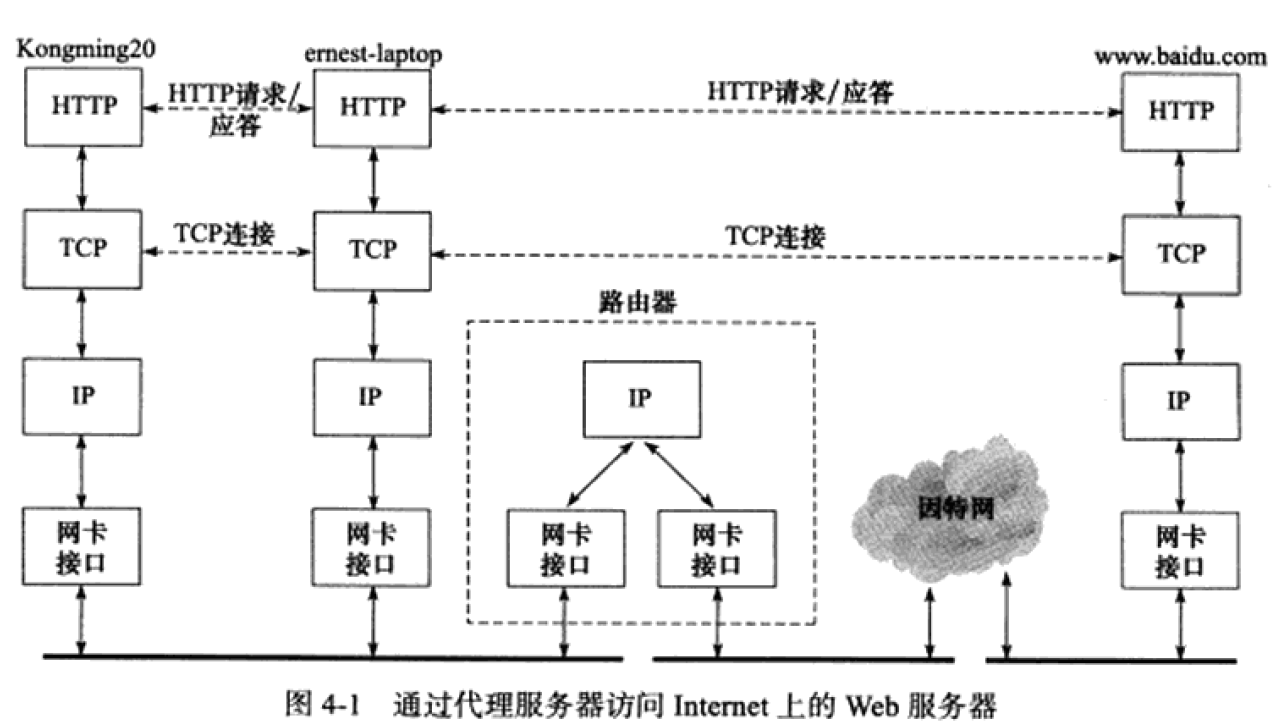 Kongming20
ernest-laptop
www.baidu.com
HTTP
HTTP请求/
应答
HTTP
HTTP请求/应答
HTTP
TCP
TCP连接
TCP
TCP连接
TCP
路由器
IP
IP
IP
IP
因特网
网卡
接口
网卡
接口
网卡
接口
网卡
接口
网卡
接口
图 4-1 通过代理服务器访问 Internet 上的 Web 服务器